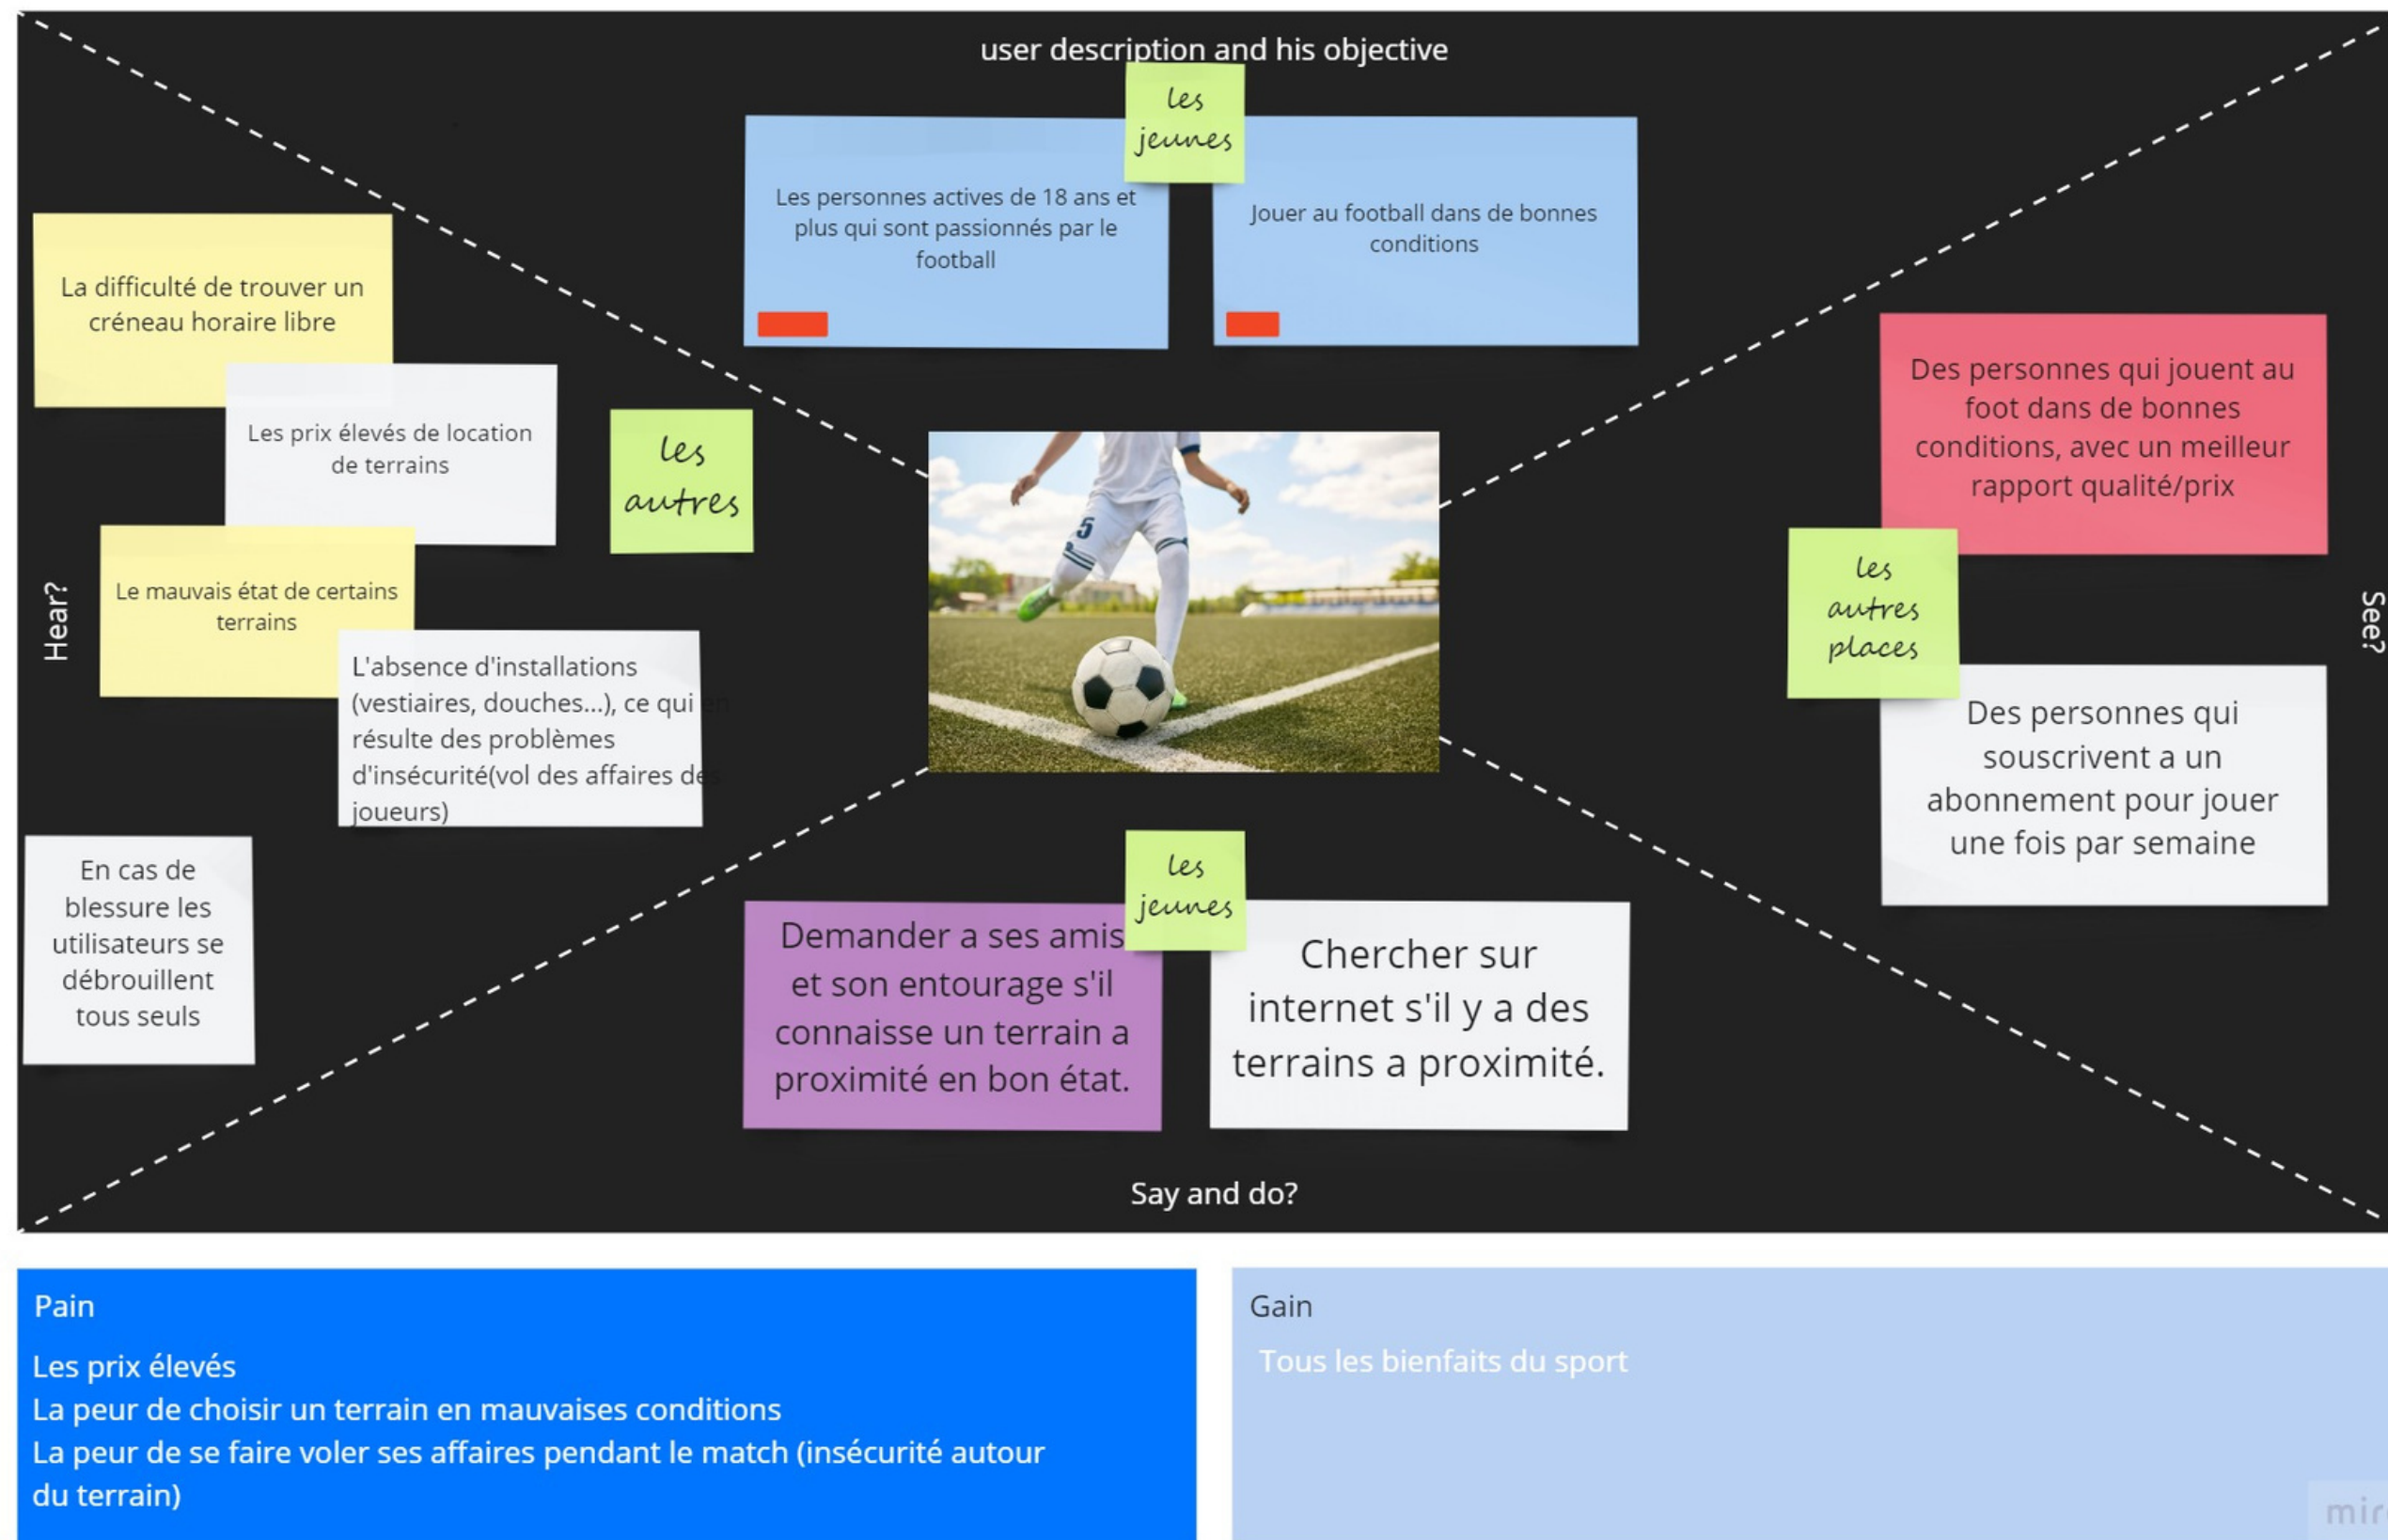 user description and his objective
les
jeunes
Les personnes actives de 18 ans et
plus qui sont passionnés par le
football
Jouer au football dans de bonnes
conditions
La difficulté de trouver un
créneau horaire libre
Les prix élevés de location
de terrains
les
autres
Le mauvais état de certains
terrains
Hear?
L'absence d'installations
(vestiaires, douches...), ce qui en
résulte des problèmes
d'insécurité(vol des affaires des
joueurs)
En cas de
blessure les
utilisateurs se
débrouillent
tous seuls
5
Des personnes qui jouent au
foot dans de bonnes
conditions, avec un meilleur
rapport qualité/prix
les
autres
places
See?
Des personnes qui
souscrivent a un
abonnement pour jouer
une fois par semaine
les
jeunes
Demander a ses amis
et son entourage s'il
connaisse un terrain a
proximité en bon état.
Chercher sur
internet s'il y a des
terrains a proximité.
Say and do?
Pain
Les prix élevés
La peur de choisir un terrain en mauvaises conditions
La peur de se faire voler ses affaires pendant le match (insécurité autour
du terrain)
Gain
Tous les bienfaits du sport